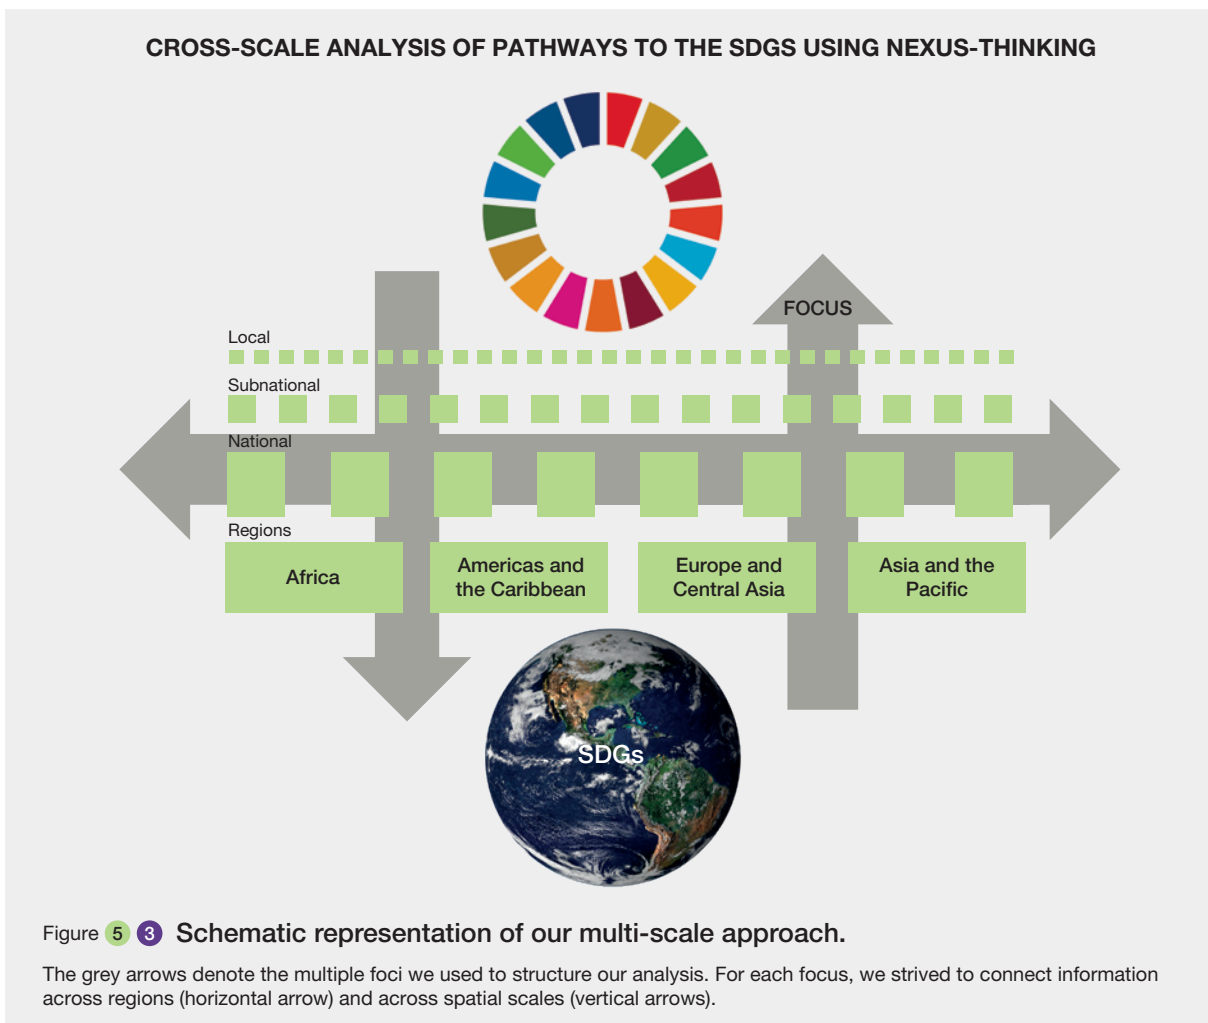 CROSS-SCALE ANALYSIS OF PATHWAYS TO THE SDGS USING NEXUS-THINKING
FOCUS
Local
Subnational
National
Regions
Africa
Americas and
the Caribbean
Europe and
Central Asia
Asia and the
Pacific
SDGs
Figure 5 3 Schematic representation of our multi-scale approach.
The grey arrows denote the multiple foci we used to structure our analysis. For each focus, we strived to connect information
across regions (horizontal arrow) and across spatial scales (vertical arrows).